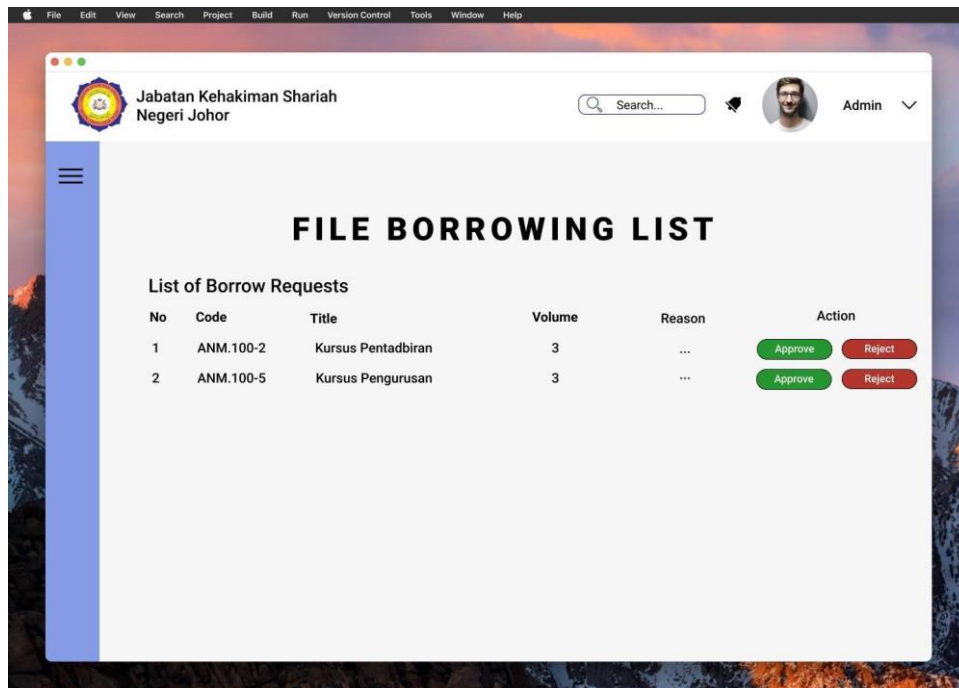 File Edit View Search Project Build Run Version Control Tools Window Help
Jabatan Kehakiman Shariah
Negeri Johor
Search...
Admin
FILE BORROWING LIST
List of Borrow Requests
No Code Title Volume Reason Action
1 ANM.100-2 Kursus Pentadbiran 3 ... Approve Reject
2 ANM.100-5 Kursus Pengurusan 3 ... Approve Reject